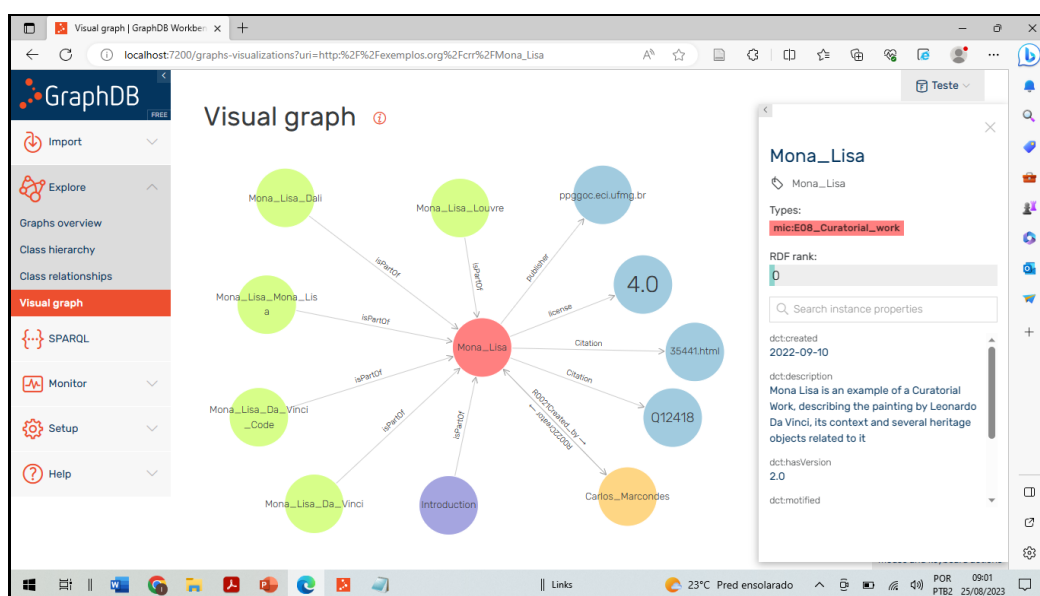 Visual graph | GraphDB Workben
localhost:7200/graphs-visualizations?uri=http:%2F%2Fexemplos.org%2Fcrr%2FMona_Lisa
GraphDB
FREE
Import
Explore
Graphs overview
Class hierarchy
Class relationships
Visual graph
SPARQL
Monitor
Setup
Help
Teste
Visual graph
Mona_Lisa_Dali
Mona_Lisa_Louvre
ppggoc.eci.ufmg.br
isPartOf
isPartOf
publisher
4.0
Mona_Lisa_Mona_Lis
a
isPartOf
license
Mona_Lisa
Citation
35441.html
isPartOf
Citation
Mona_Lisa_Da_Vinci
_Code
Q12418
isPartOf
isPartOf
R0021Created_by →
← R0022Creator
Mona_Lisa_Da_Vinci
Introduction
Carlos_Marcondes
Mona_Lisa
Mona_Lisa
Types:
mic:E08_Curatorial_work
RDF rank:
0
Search instance properties
dct:created
2022-09-10
dct:description
Mona Lisa is an example of a Curatorial
Work, describing the painting by Leonardo
Da Vinci, its context and several heritage
objects related to it
dct:hasVersion
2.0
dct:motified
Links
23°C Pred ensolarado
POR
PTB2
09:01
25/08/2023